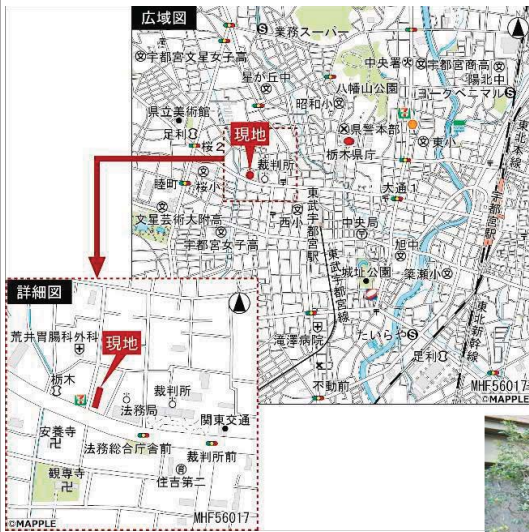 広域図
業務スーパー
宇都宮文星女子高
中央署
宇都宮商高
陽北中
星が丘中
八幡山公園
ヨークベニマル
昭和小
県立美術館
足利
県警本部
東小
桜2
現地
裁判所
栃木県庁
東北本線
睦町
桜小
大通1
宇都宮駅
文星芸術大附高
西小
東武宇都宮駅
中央局
旭中
宇都宮女子高
東武宇都宮線
城址公園
簗瀬小
東北新幹線
滝澤病院
たいらや
足利
不動前
MHF56017
©MAPPLE
詳細図
荒井胃腸科外科
現地
栃木
裁判所
法務局
関東交通
安養寺
法務総合庁舎前
裁判所前
観専寺
住吉第二
©MAPPLE
MHF56017